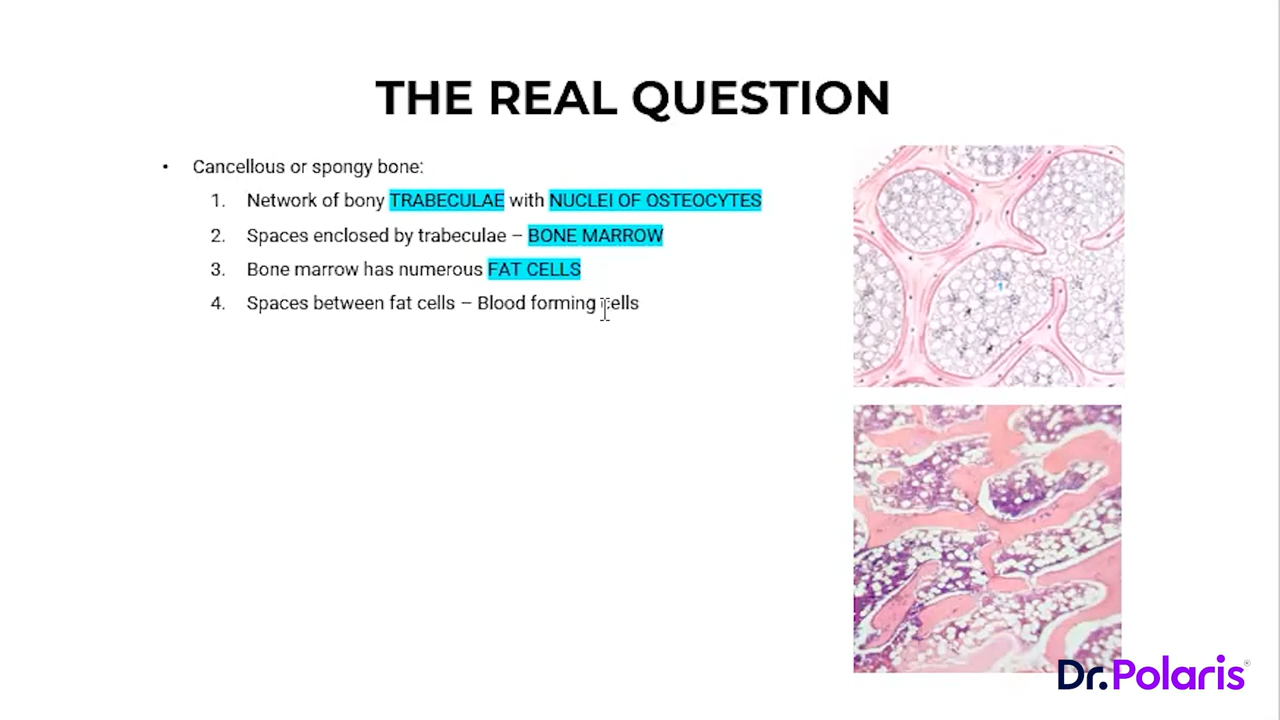 THE REAL QUESTION
• Cancellous or spongy bone:
1. Network of bony TRABECULAE with NUCLEI OF OSTEOCYTES
2. Spaces enclosed by trabeculae – BONE MARROW
3. Bone marrow has numerous FAT CELLS
4. Spaces between fat cells – Blood forming cells
1
Dr.Polaris®